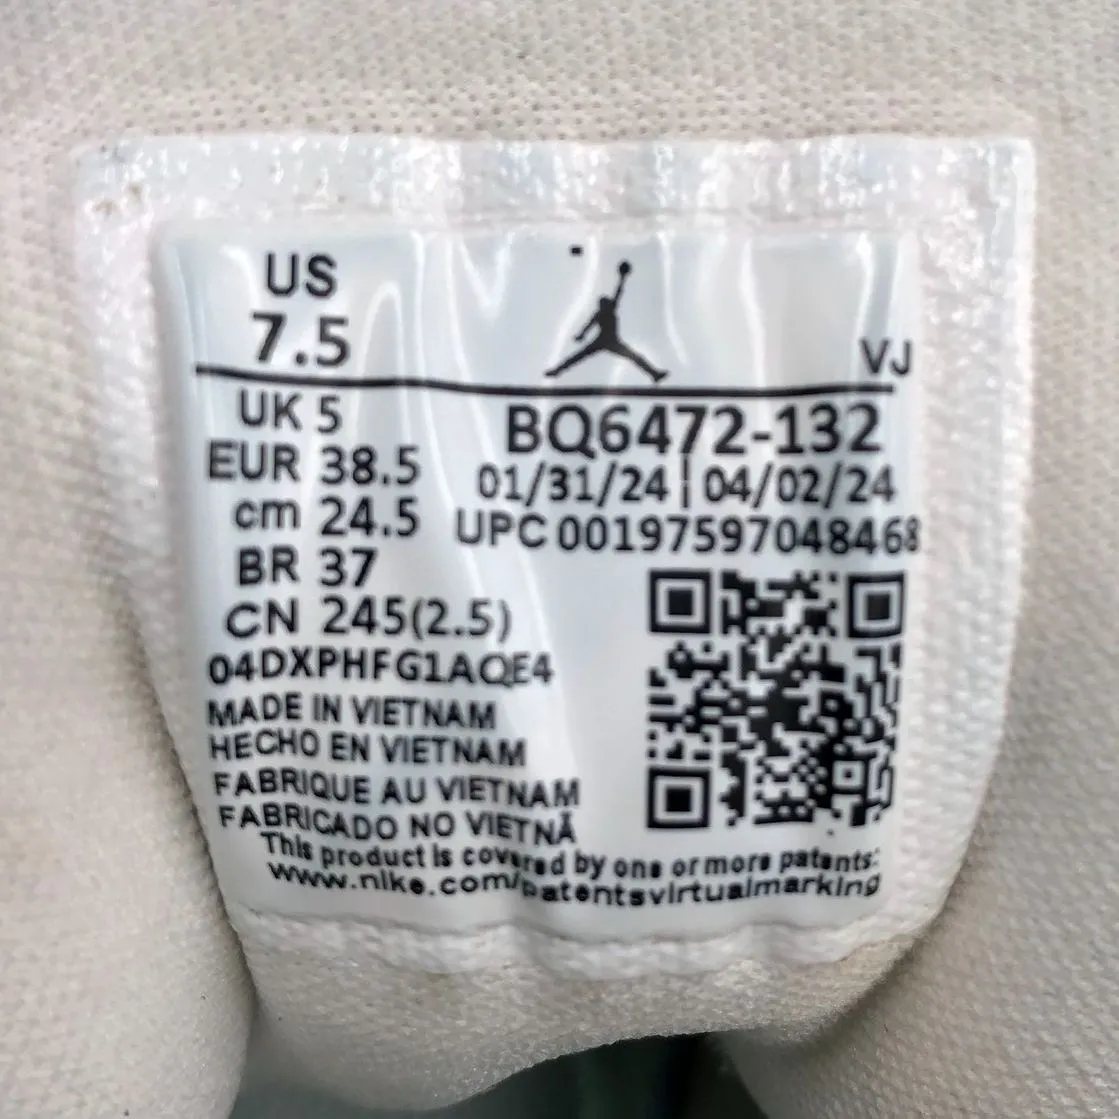 US
7.5
VJ
UK 5
EUR 38.5
cm 24.5
BR 37
CN 245(2.5)
BQ6472-132
01/31/24 | 04/02/24
UPC 00197597048468
04DXPHFG1AQE4
MADE IN VIETNAM
HECHO EN VIETNAM
FABRIQUE AU VIETNAM
FABRICADO NO VIETNÃ
This product is covered by one or more patents:
www.nike.com/patentsvirtualmarking